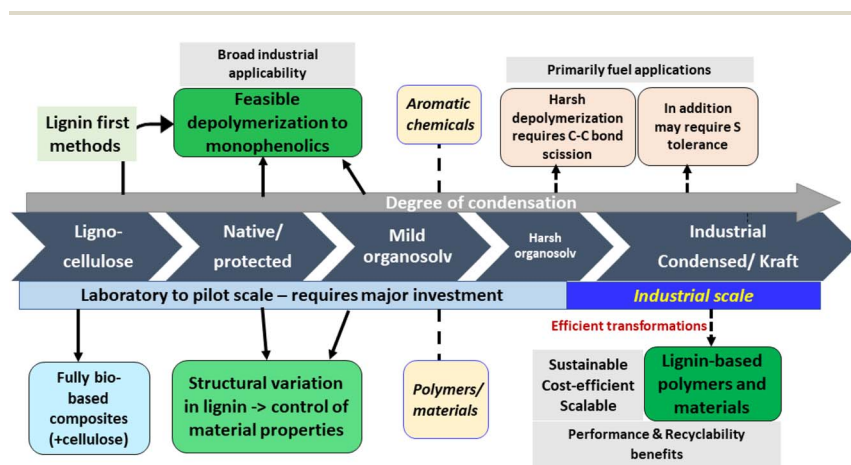 Broad industrial
applicability
Primarily fuel applications
Lignin first
methods
Feasible
depolymerization to
monophenolics
Aromatic
chemicals
Harsh
depolymerization
requires C-C bond
scission
In addition
may require S
tolerance
Degree of condensation
Ligno-
cellulose
Native/
protected
Mild
organosolv
Harsh
organosolv
Industrial
Condensed/ Kraft
Laboratory to pilot scale – requires major investment
Industrial scale
Efficient transformations
Fully bio-
based
composites
(+cellulose)
Structural variation
in lignin -> control of
material properties
Polymers/
materials
Sustainable
Cost-efficient
Scalable
Lignin-based
polymers and
materials
Performance & Recyclability
benefits